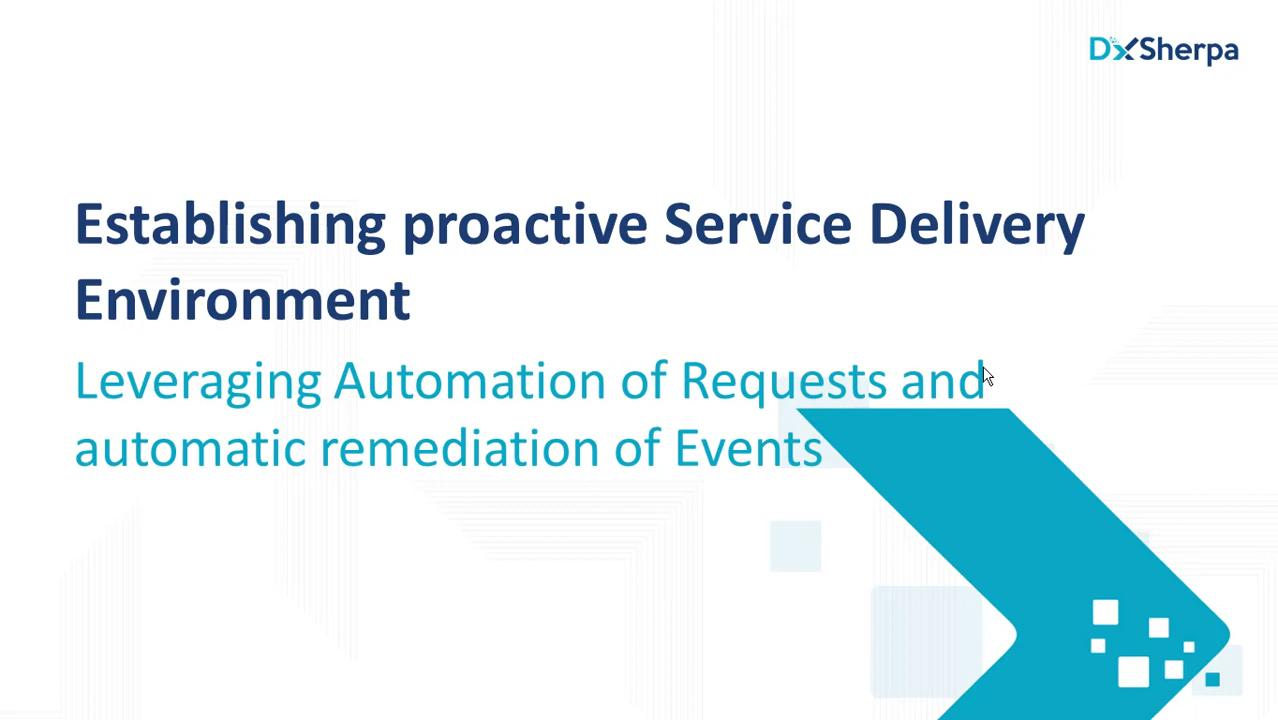 DxSherpa
Establishing proactive Service Delivery
Environment
Leveraging Automation of Requests and
automatic remediation of Events